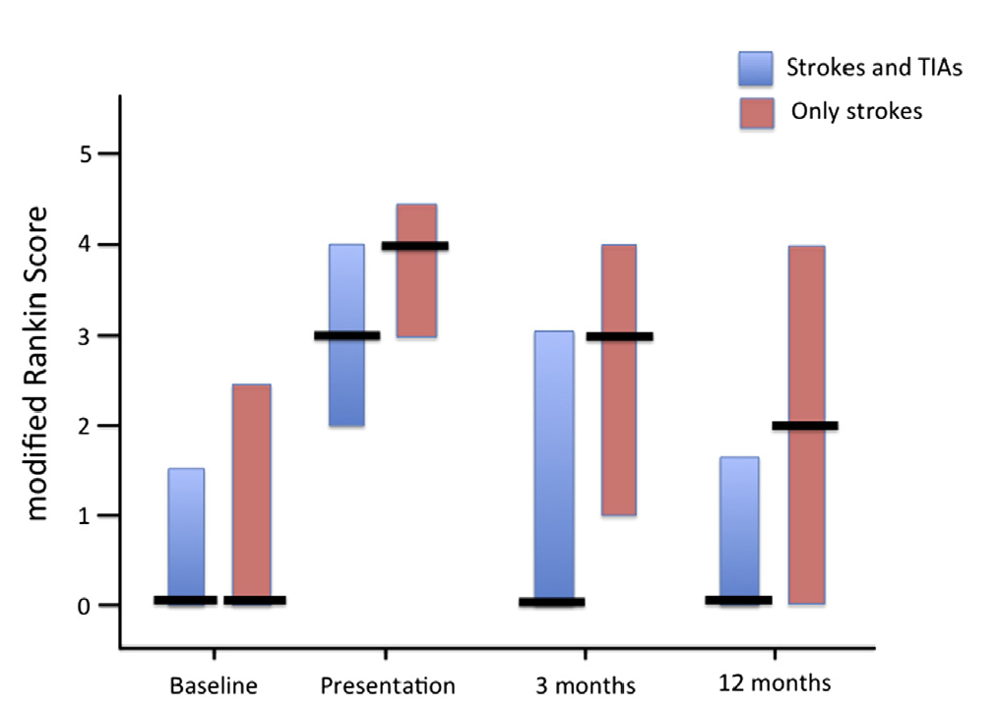 Strokes and TIAs
Only strokes
modified Rankin Score
5
4
3
2
1
0
Baseline
Presentation
3 months
12 months